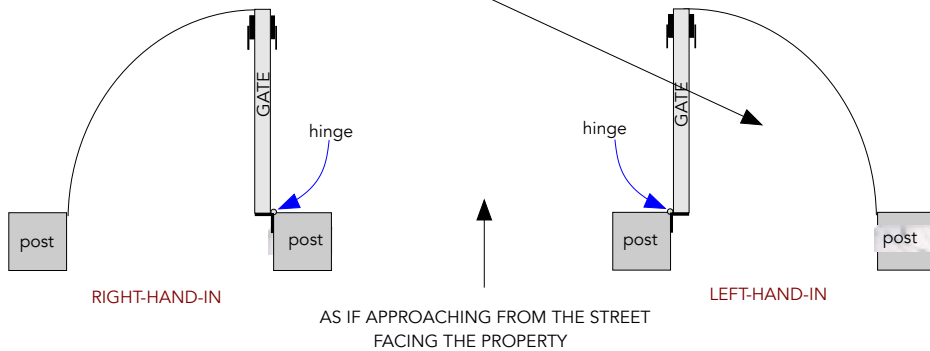 GATE
hinge
post
post
RIGHT-HAND-IN
GATE
hinge
post
post
LEFT-HAND-IN
AS IF APPROACHING FROM THE STREET
FACING THE PROPERTY